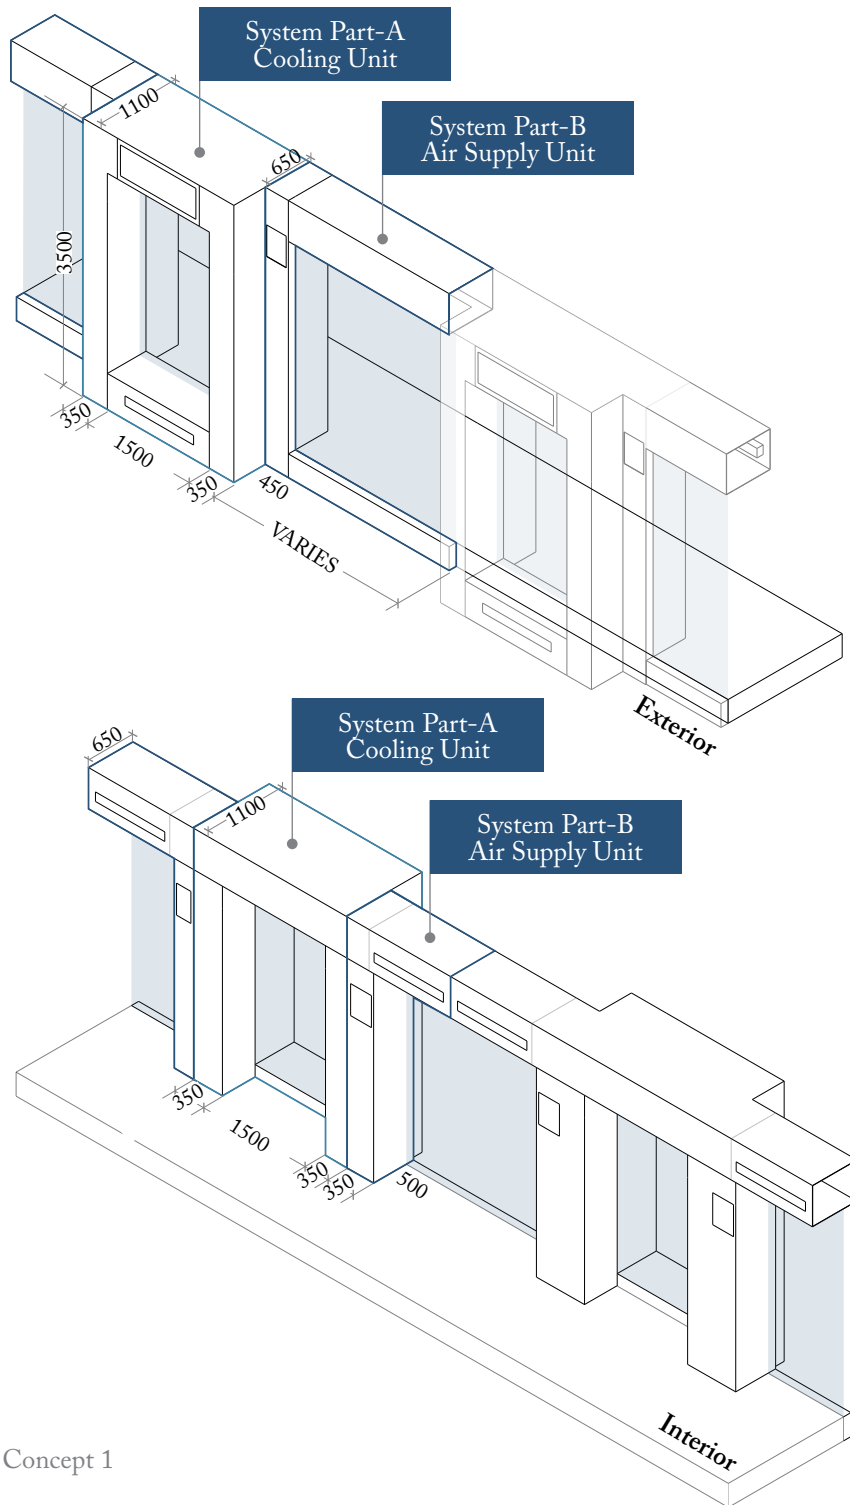 System Part-A
Cooling Unit
System Part-B
Air Supply Unit
1100
650
3500
350
1500
350
450
VARIES
Exterior
System Part-A
Cooling Unit
650
1100
System Part-B
Air Supply Unit
350
1500
350
350
500
Interior
Concept 1